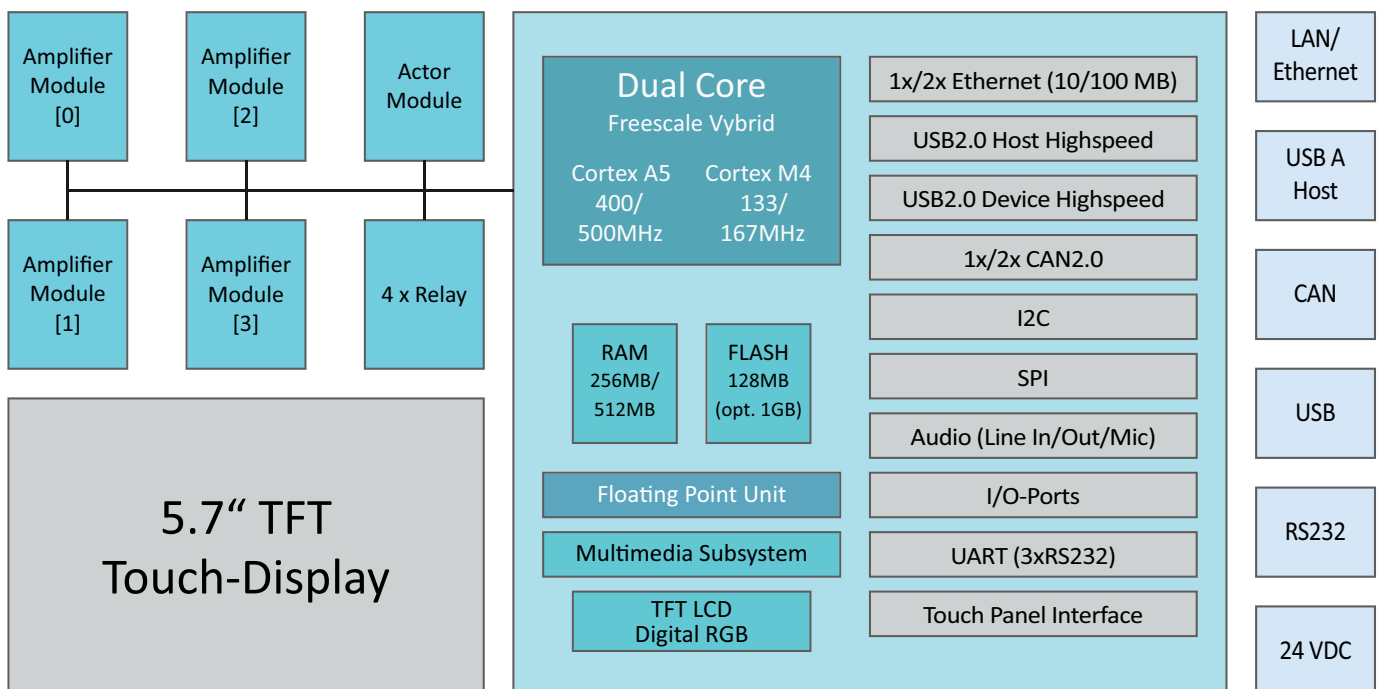 Amplifier
Module
[0]
Amplifier
Module
[2]
Actor
Module
Amplifier
Module
[1]
Amplifier
Module
[3]
4 x Relay
5.7“ TFT
Touch-Display
Dual Core
Freescale Vybrid
Cortex A5
400/
500MHz
Cortex M4
133/
167MHz
RAM
256MB/
512MB
FLASH
128MB
(opt. 1GB)
Floating Point Unit
Multimedia Subsystem
TFT LCD
Digital RGB
1x/2x Ethernet (10/100 MB)
USB2.0 Host Highspeed
USB2.0 Device Highspeed
1x/2x CAN2.0
I2C
SPI
Audio (Line In/Out/Mic)
I/O-Ports
UART (3xRS232)
Touch Panel Interface
LAN/
Ethernet
USB A
Host
CAN
USB
RS232
24 VDC